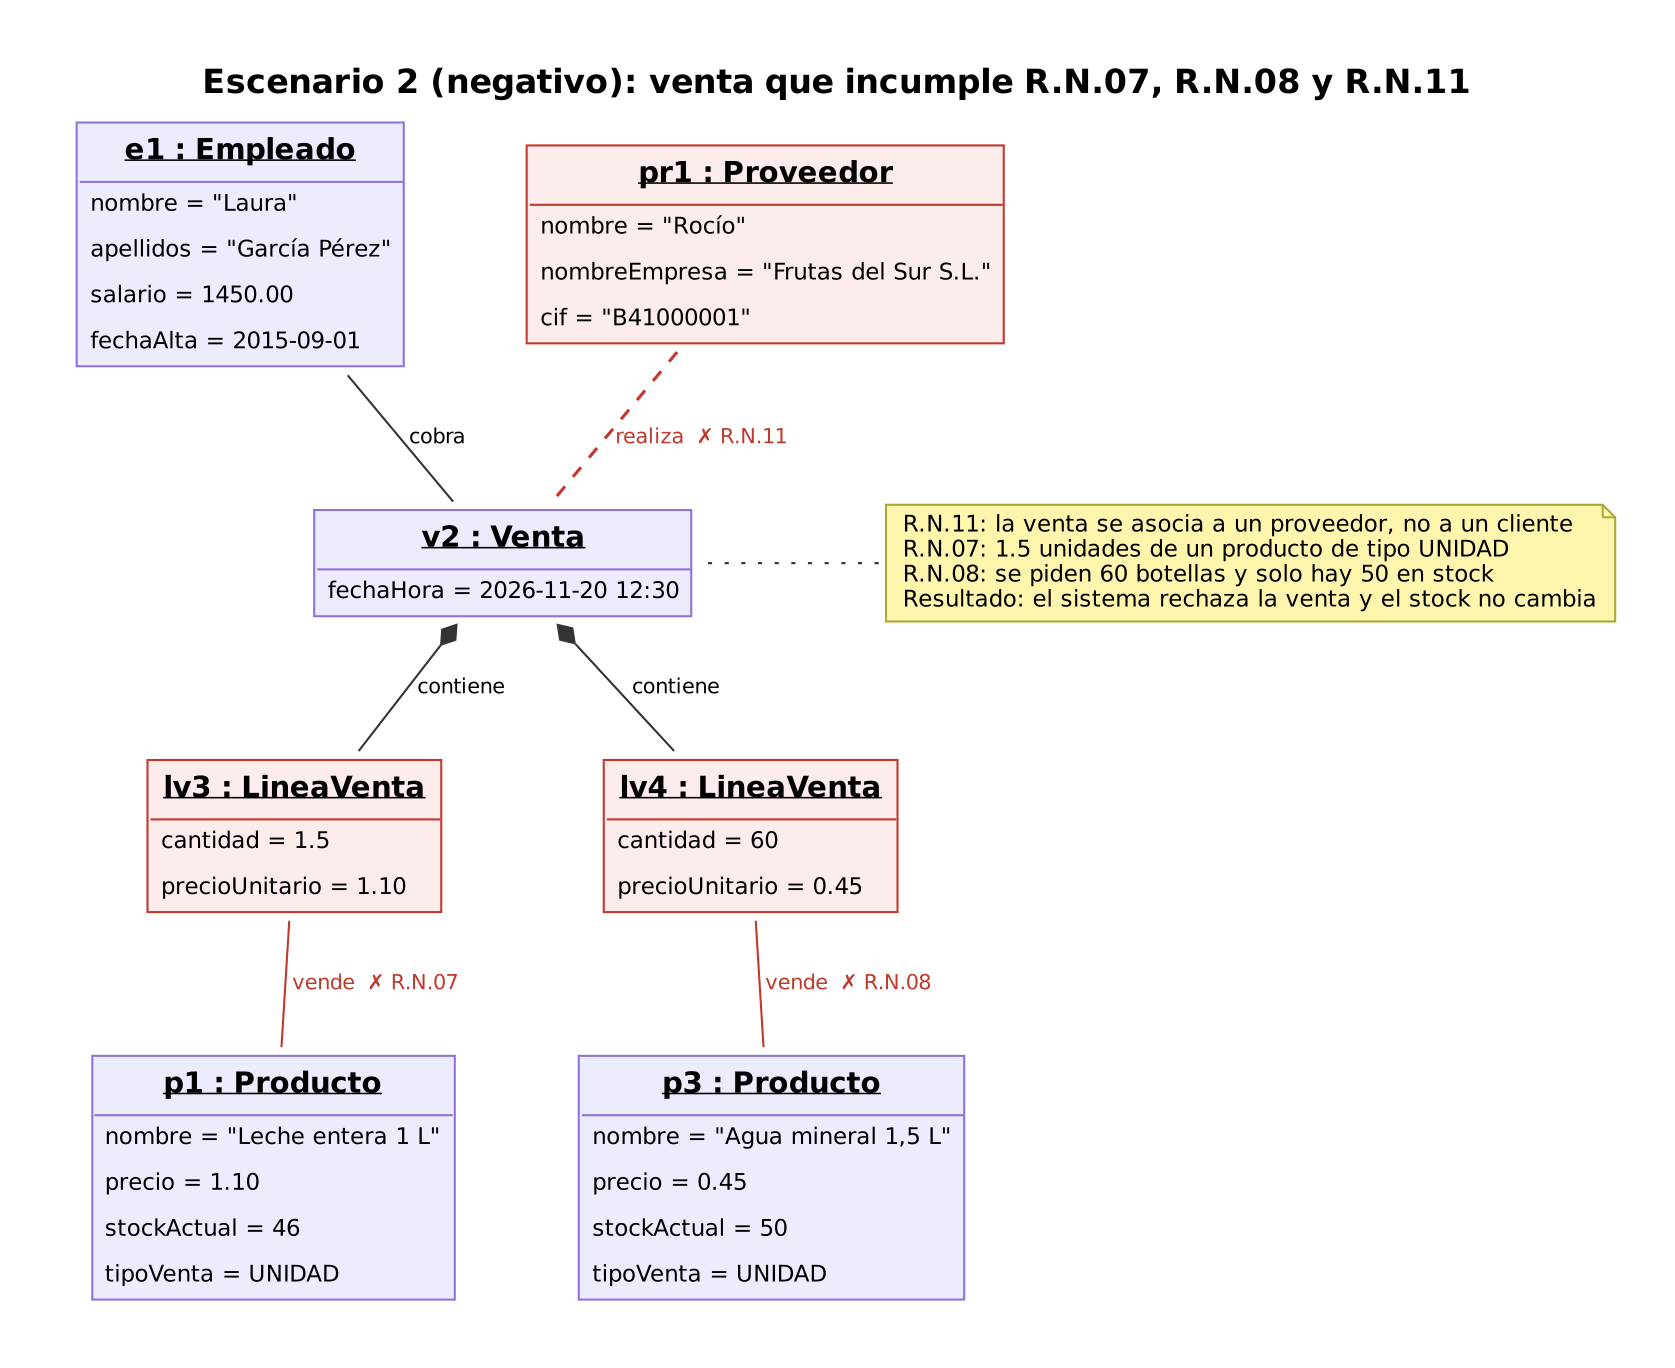 Escenario 2 (negativo): venta que incumple R.N.07, R.N.08 y R.N.11
e1 : Empleado
nombre = "Laura"
apellidos = "García Pérez"
salario = 1450.00
fechaAlta = 2015-09-01
pr1 : Proveedor
nombre = "Rocío"
nombreEmpresa = "Frutas del Sur S.L."
cif = "B41000001"
cobra
realiza ✗ R.N.11
v2 : Venta
fechaHora = 2026-11-20 12:30
R.N.11: la venta se asocia a un proveedor, no a un cliente
R.N.07: 1.5 unidades de un producto de tipo UNIDAD
R.N.08: se piden 60 botellas y solo hay 50 en stock
Resultado: el sistema rechaza la venta y el stock no cambia
contiene
contiene
lv3 : LineaVenta
cantidad = 1.5
precioUnitario = 1.10
lv4 : LineaVenta
cantidad = 60
precioUnitario = 0.45
vende ✗ R.N.07
vende ✗ R.N.08
p1 : Producto
nombre = "Leche entera 1 L"
precio = 1.10
stockActual = 46
tipoVenta = UNIDAD
p3 : Producto
nombre = "Agua mineral 1,5 L"
precio = 0.45
stockActual = 50
tipoVenta = UNIDAD